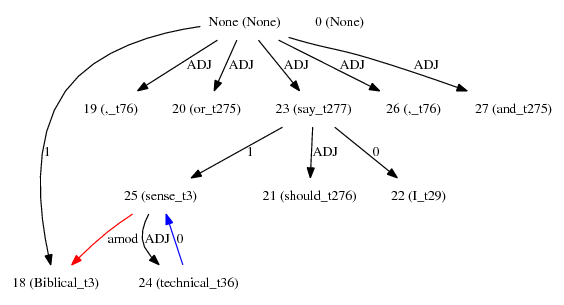 None (None) 0 (None)
ADJ ADJ ADJ ADJ ADJ
19 (,_t76) 20 (or_t275) 23 (say_t277) 26 (,_t76) 27 (and_t275)
1 1 ADJ 0
25 (sense_t3) 21 (should_t276) 22 (I_t29)
amod ADJ 0
18 (Biblical_t3) 24 (technical_t36)